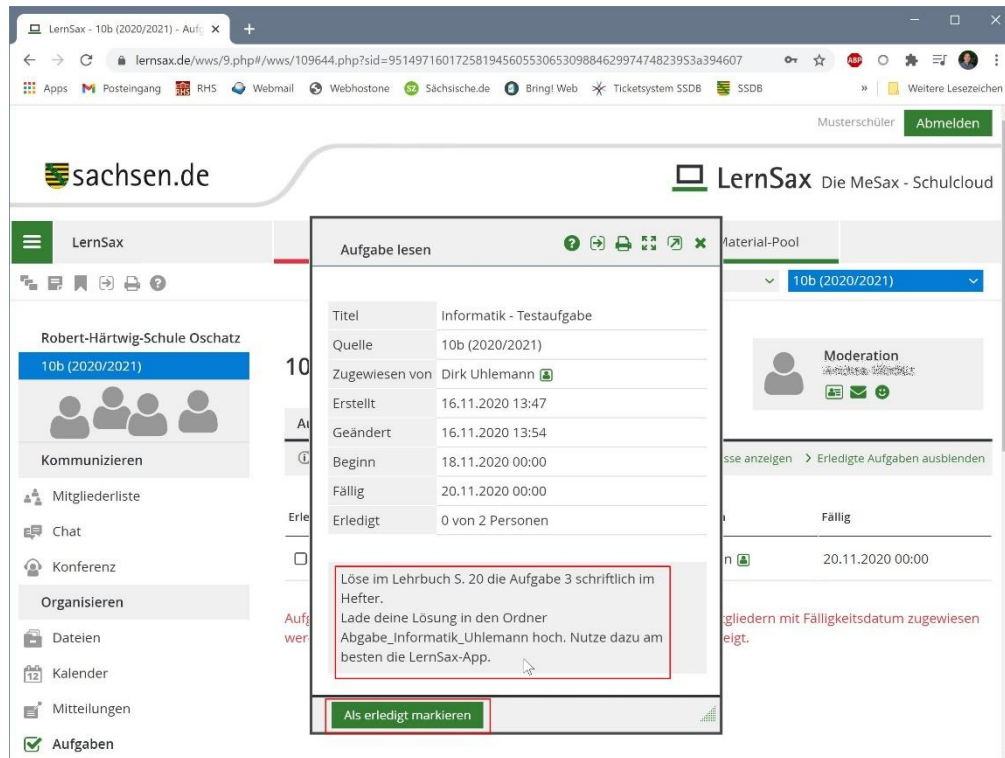 LernSax - 10b (2020/2021) - Aufg
lernsax.de/wws/9.php#/wws/109644.php?sid=95149716017258194560553065309884629974748239S3a394607
ABP
Apps Posteingang RHS Webmail Webhostone Sächsische.de Bring! Web Ticketsystem SSDB SSDB » Weitere Lesezeichen
Musterschüler Abmelden
sachsen.de
LernSax Die MeSax - Schulcloud
LernSax
Material-Pool
10b (2020/2021)
Robert-Härtwig-Schule Oschatz
10b (2020/2021)
Kommunizieren
Mitgliederliste
Chat
Konferenz
Organisieren
Dateien
12 Kalender
Mitteilungen
Aufgaben
10
Moderation
sse anzeigen > Erledigte Aufgaben ausblenden
Erle
Fällig
20.11.2020 00:00
Aufg
gliedern mit Fälligkeitsdatum zugewiesen
wer
eigt.
Aufgabe lesen
Titel Informatik - Testaufgabe
Quelle 10b (2020/2021)
Zugewiesen von Dirk Uhlemann
Erstellt 16.11.2020 13:47
Geändert 16.11.2020 13:54
Beginn 18.11.2020 00:00
Fällig 20.11.2020 00:00
Erledigt 0 von 2 Personen
Löse im Lehrbuch S. 20 die Aufgabe 3 schriftlich im
Hefter.
Lade deine Lösung in den Ordner
Abgabe_Informatik_Uhlemann hoch. Nutze dazu am
besten die LernSax-App.
Als erledigt markieren